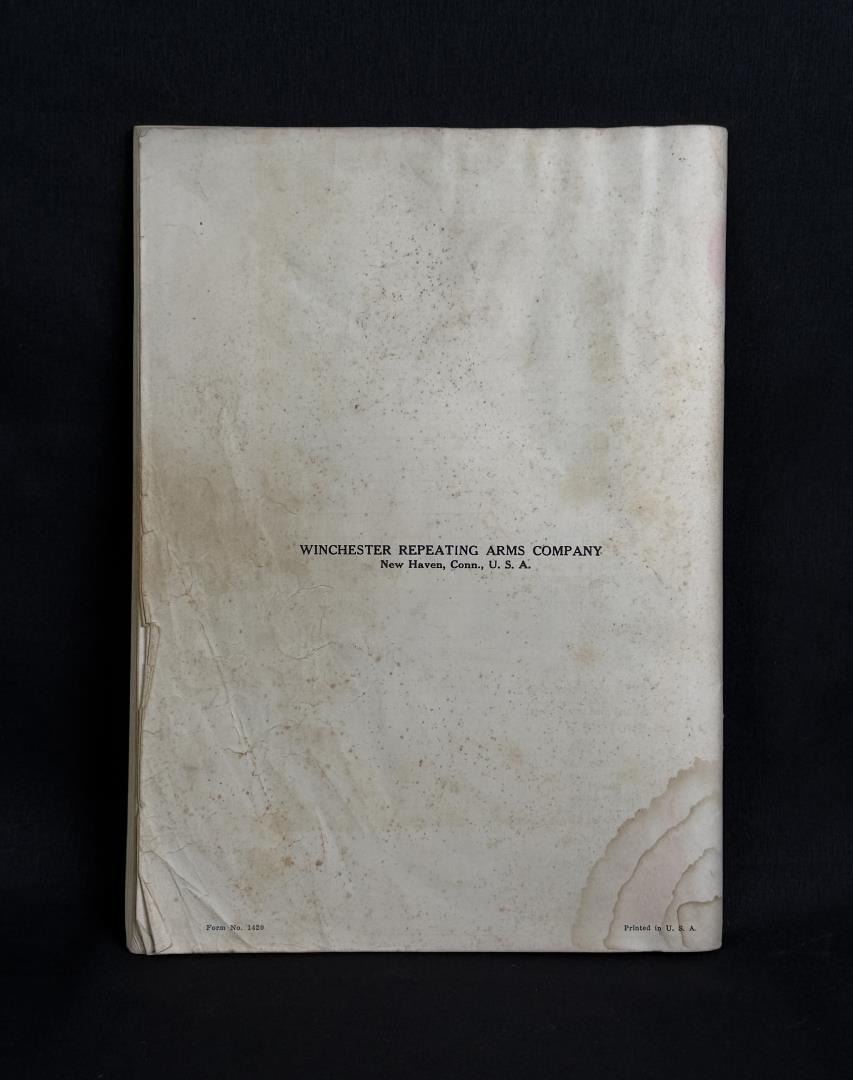 WINCHESTER REPEATING ARMS COMPANY
New Haven, Conn., U. S. A.
Form No. 1420
Printed in U. S. A.